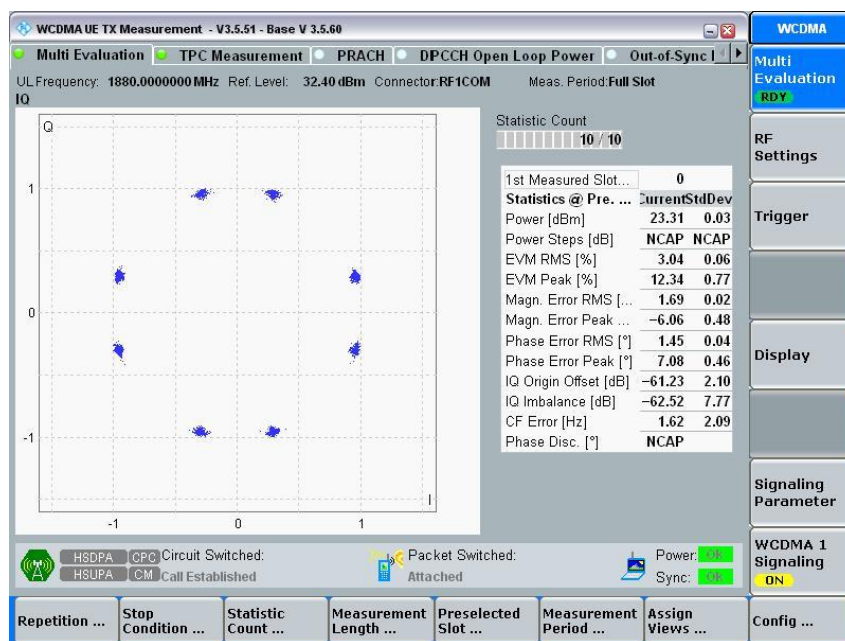 WCDMA UE TX Measurement - V3.5.51 - Base V 3.5.60
WCDMA
Multi Evaluation TPC Measurement PRACH DPCCH Open Loop Power Out-of-Sync
UL Frequency: 1880.0000000 MHz Ref. Level: 32.40 dBm Connector: RF1COM Meas. Period: Full Slot
IQ
Q
1
0
-1
-1 0 1
I
Statistic Count
10 / 10
1st Measured Slot... 0
Statistics @ Pre. ... Current StdDev
Power [dBm] 23.31 0.03
Power Steps [dB] NCAP NCAP
EVM RMS [%] 3.04 0.06
EVM Peak [%] 12.34 0.77
Magn. Error RMS [... 1.69 0.02
Magn. Error Peak ... −6.06 0.48
Phase Error RMS [°] 1.45 0.04
Phase Error Peak [°] 7.08 0.46
IQ Origin Offset [dB] −61.23 2.10
IQ Imbalance [dB] −62.52 7.77
CF Error [Hz] 1.62 2.09
Phase Disc. [°] NCAP
Multi Evaluation
RDY
RF Settings
Trigger
Display
Signaling Parameter
WCDMA 1 Signaling
ON
HSDPA CPC Circuit Switched:
HSUPA CM Call Established
Packet Switched:
Attached
Power: OK
Sync: OK
Repetition ...
Stop Condition ...
Statistic Count ...
Measurement Length ...
Preselected Slot ...
Measurement Period ...
Assign Views ...
Config ...